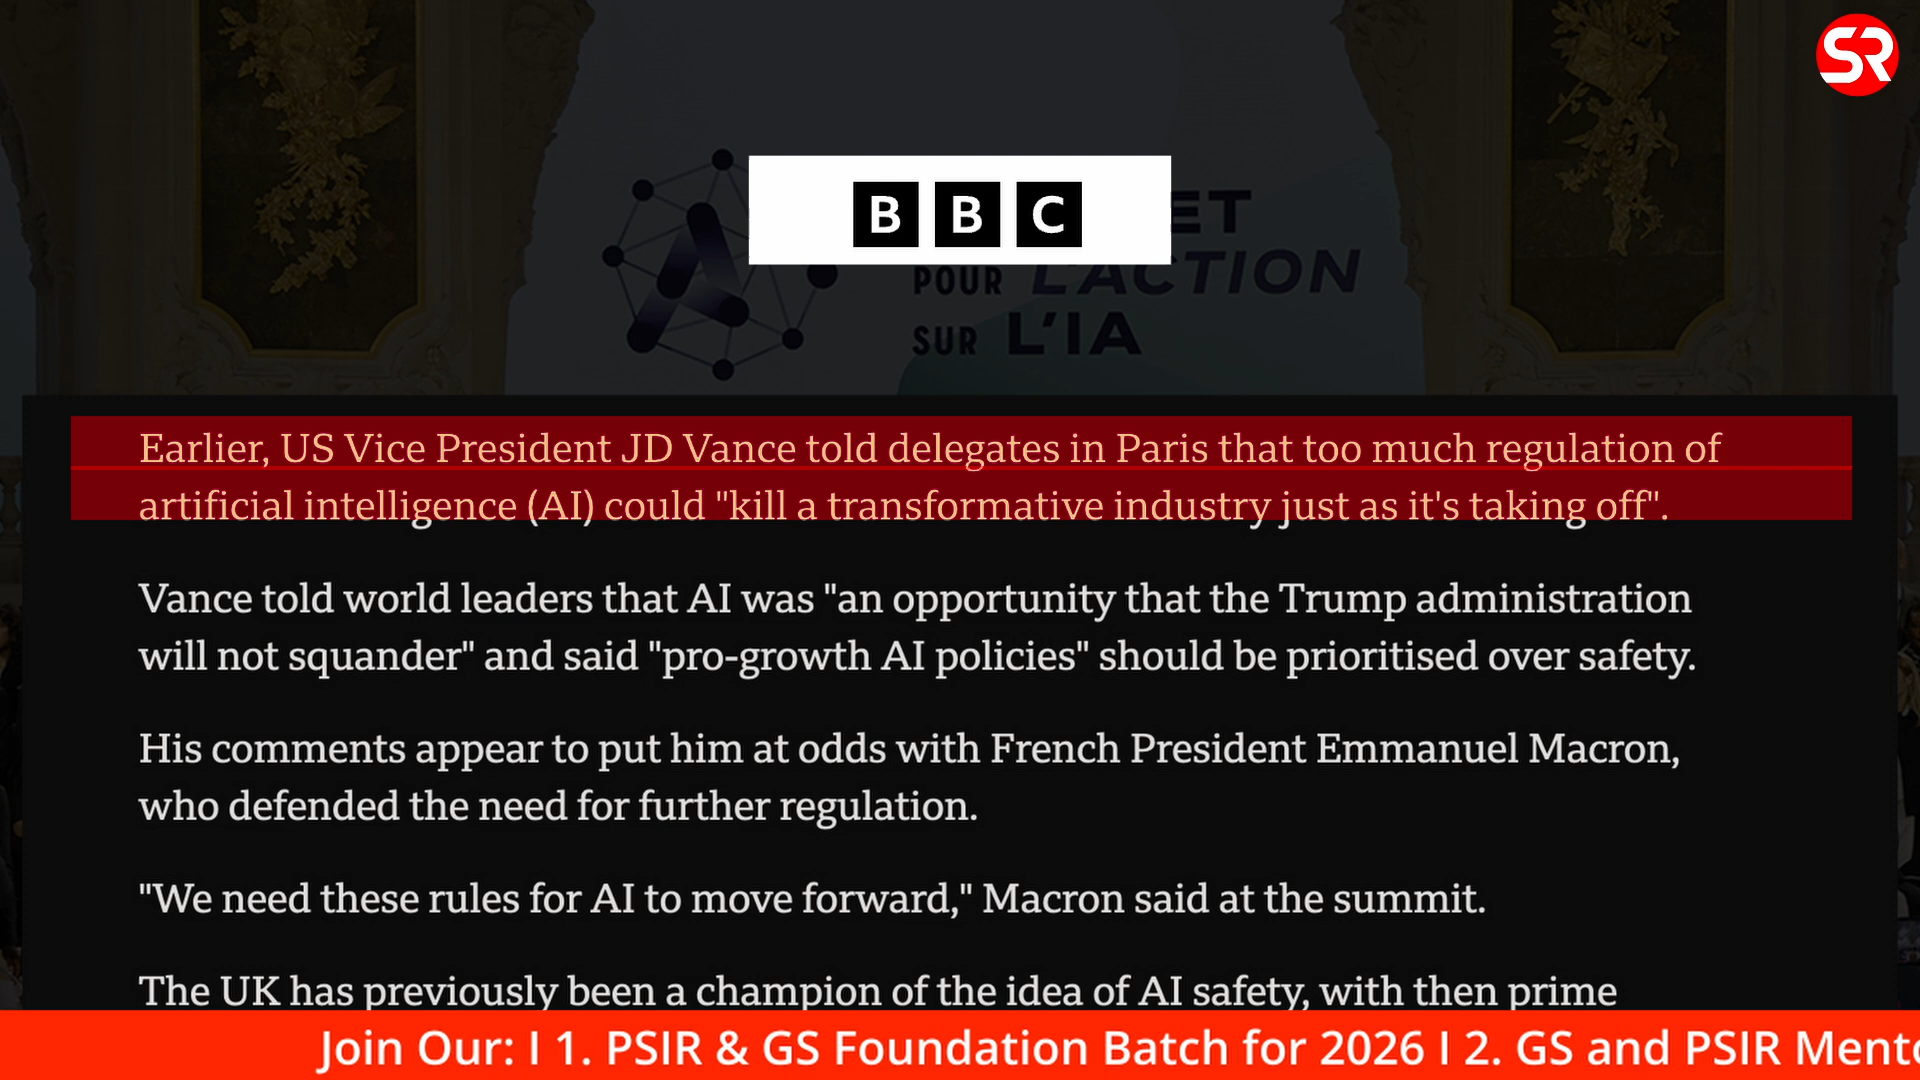 SR
BBC
ET
POUR L'ACTION
SUR L'IA
Earlier, US Vice President JD Vance told delegates in Paris that too much regulation of
artificial intelligence (AI) could "kill a transformative industry just as it's taking off".
Vance told world leaders that AI was "an opportunity that the Trump administration
will not squander" and said "pro-growth AI policies" should be prioritised over safety.
His comments appear to put him at odds with French President Emmanuel Macron,
who defended the need for further regulation.
"We need these rules for AI to move forward," Macron said at the summit.
The UK has previously been a champion of the idea of AI safety, with then prime
Join Our: I 1. PSIR & GS Foundation Batch for 2026 I 2. GS and PSIR Mento